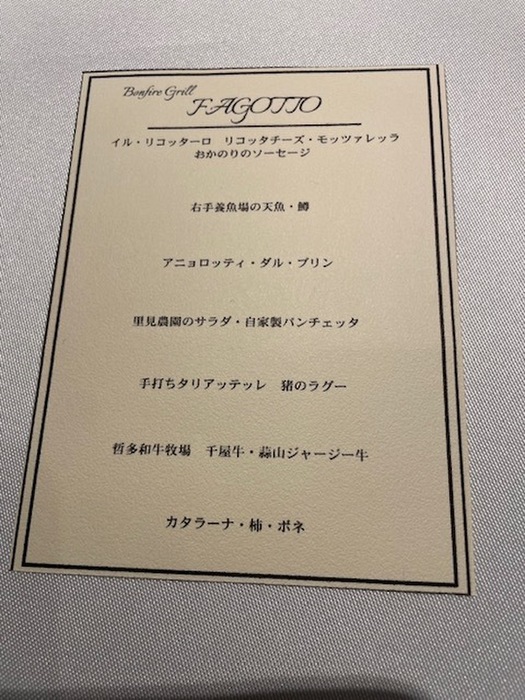 Bonfire Grill
FAGOTTO
イル・リコッターロ　リコッタチーズ・モッツァレッラ
おかのりのソーセージ
右手養魚場の天魚・鱒
アニョロッティ・ダル・プリン
里見農園のサラダ・自家製パンチェッタ
手打ちタリアッテッレ　猪のラグー
哲多和牛牧場　千屋牛・蒜山ジャージー牛
カタラーナ・柿・ボネ